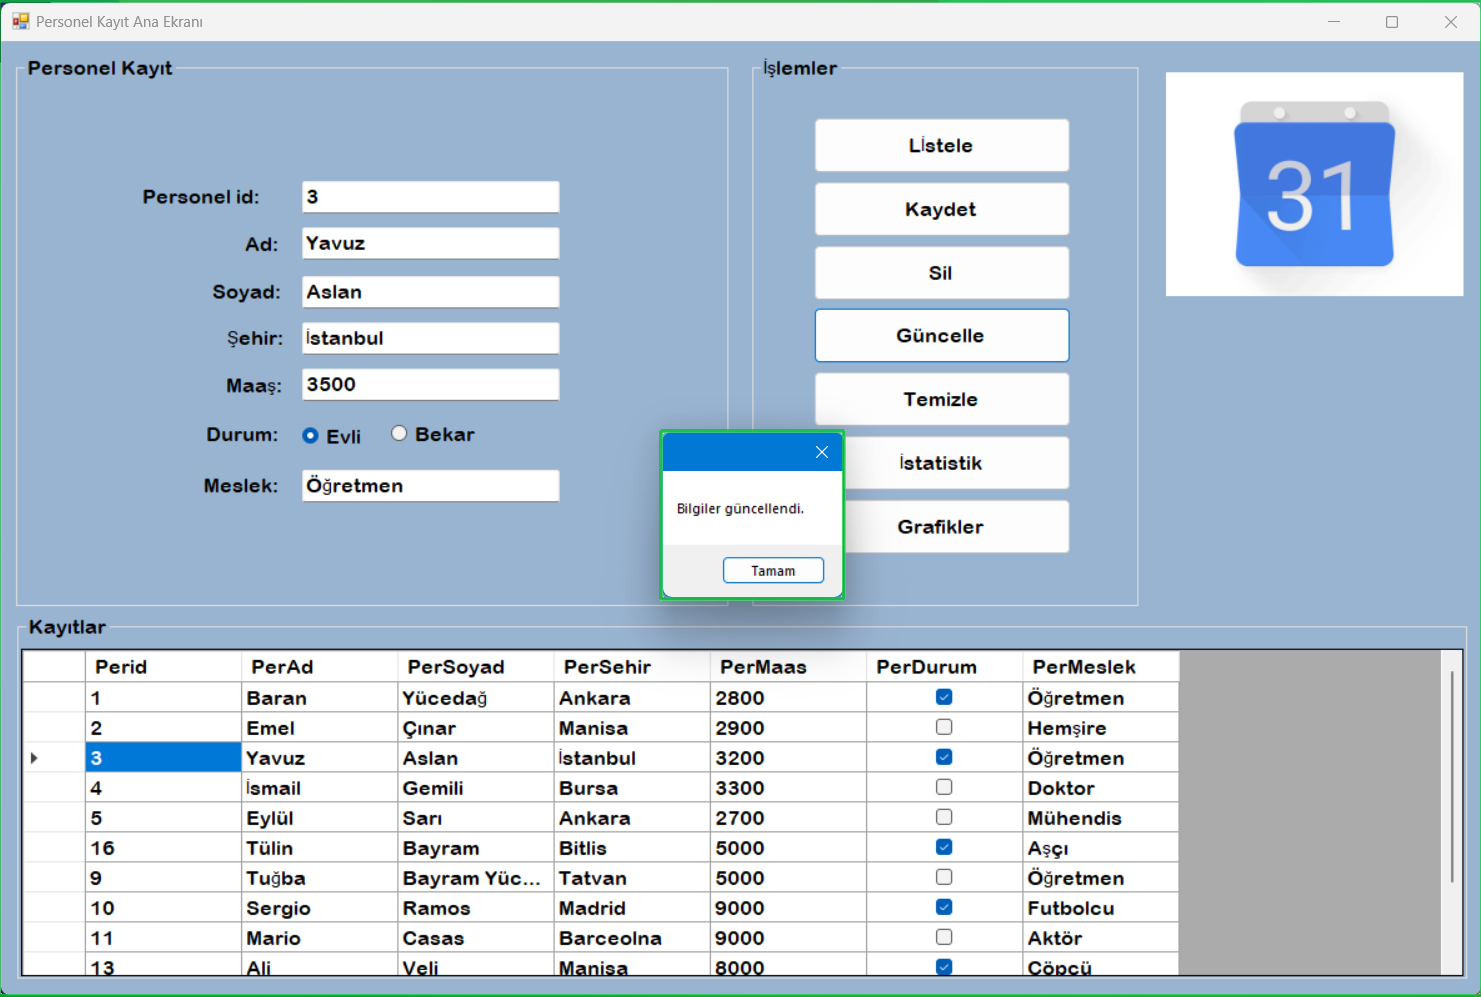 Personel Kayıt Ana Ekranı
Personel Kayıt
Personel id: 3
Ad: Yavuz
Soyad: Aslan
Şehir: İstanbul
Maaş: 3500
Durum: Evli Bekar
Meslek: Öğretmen
İşlemler
Lİstele
Kaydet
Sil
Güncelle
Temizle
İstatistik
Grafikler
31
Bilgiler güncellendi.
Tamam
Kayıtlar
Perid PerAd PerSoyad PerSehir PerMaas PerDurum PerMeslek
1 Baran Yücedağ Ankara 2800 Öğretmen
2 Emel Çınar Manisa 2900 Hemşire
3 Yavuz Aslan İstanbul 3200 Öğretmen
4 İsmail Gemili Bursa 3300 Doktor
5 Eylül Sarı Ankara 2700 Mühendis
16 Tülin Bayram Bitlis 5000 Aşçı
9 Tuğba Bayram Yüc... Tatvan 5000 Öğretmen
10 Sergio Ramos Madrid 9000 Futbolcu
11 Mario Casas Barceolna 9000 Aktör
13 Ali Veli Manisa 8000 Çöpçü